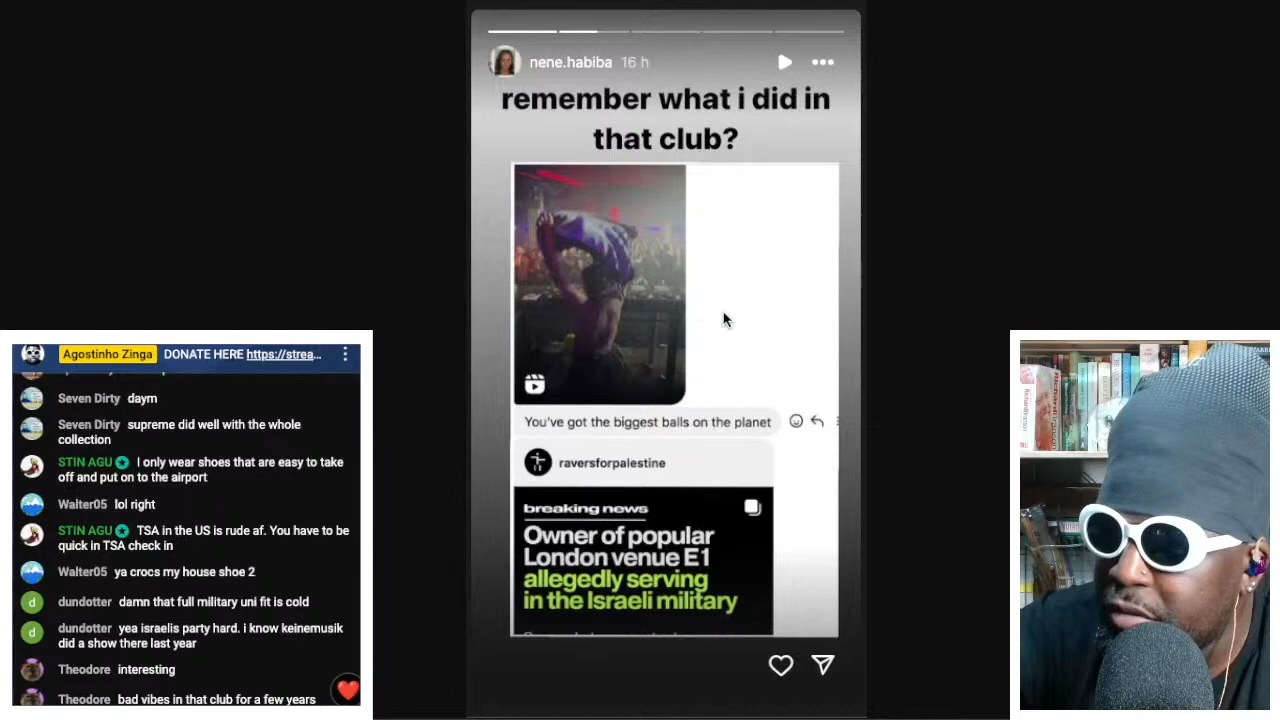 nene.habiba 16 h
remember what i did in
that club?
You've got the biggest balls on the planet
raversforpalestine
breaking news
Owner of popular
London venue E1
allegedly serving
in the Israeli military
Agostinho Zinga DONATE HERE https://strea...
Seven Dirty daym
Seven Dirty supreme did well with the whole
collection
STIN AGU I only wear shoes that are easy to take
off and put on to the airport
Walter05 lol right
STIN AGU TSA in the US is rude af. You have to be
quick in TSA check in
Walter05 ya crocs my house shoe 2
d dundotter damn that full military uni fit is cold
d dundotter yea israelis party hard. i know keinemusik
did a show there last year
Theodore interesting
Theodore bad vibes in that club for a few years